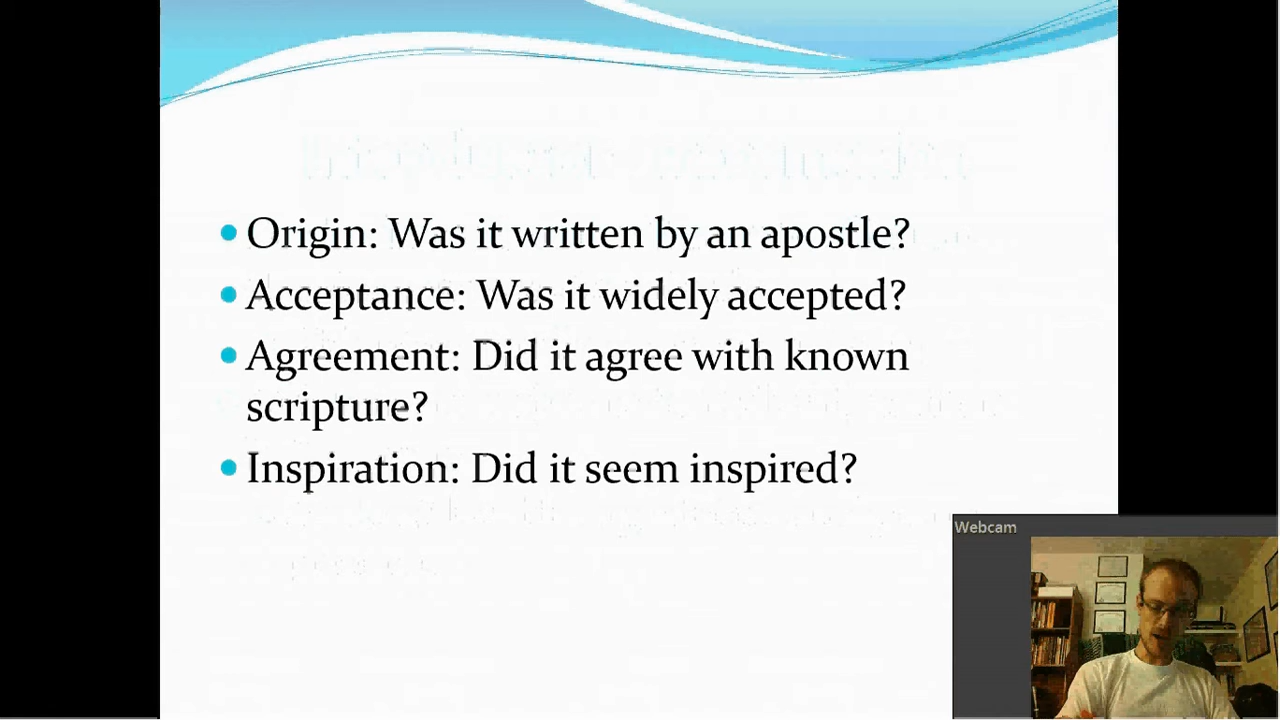 Origin: Was it written by an apostle?
Acceptance: Was it widely accepted?
Agreement: Did it agree with known
scripture?
Inspiration: Did it seem inspired?
Webcam